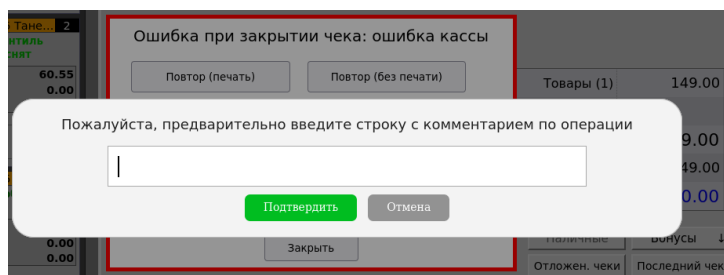 Тане... 2
нтиль
снят
60.55
0.00
Ошибка при закрытии чека: ошибка кассы
Повтор (печать)
Повтор (без печати)
Товары (1) 149.00
Пожалуйста, предварительно введите строку с комментарием по операции
9.00
49.00
0.00
Подтвердить
Отмена
0.00
0.00
Закрыть
Наличные
Бонусы ↓
Отложен. чеки
Последний чек